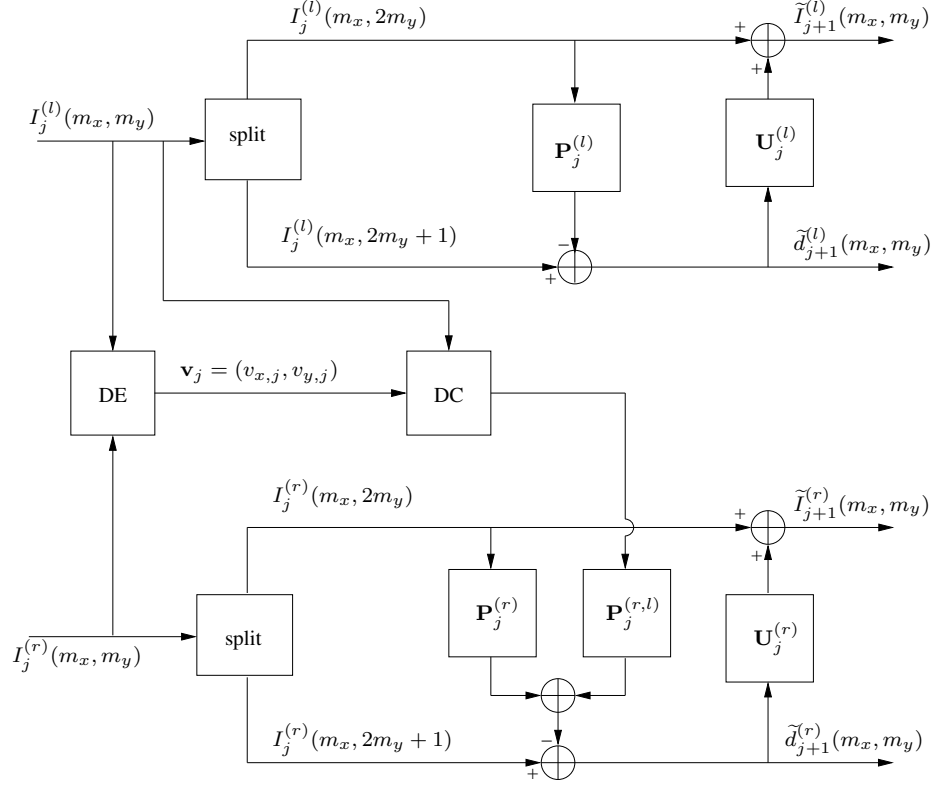 I_j^{(l)}(m_x, 2m_y)
+
\widetilde{I}_{j+1}^{(l)}(m_x, m_y)
+
I_j^{(l)}(m_x, m_y)
split
P_j^{(l)}
U_j^{(l)}
I_j^{(l)}(m_x, 2m_y + 1)
−
+
\widetilde{d}_{j+1}^{(l)}(m_x, m_y)
DE
v_j = (v_{x,j}, v_{y,j})
DC
I_j^{(r)}(m_x, 2m_y)
+
\widetilde{I}_{j+1}^{(r)}(m_x, m_y)
+
I_j^{(r)}(m_x, m_y)
split
P_j^{(r)}
P_j^{(r,l)}
U_j^{(r)}
I_j^{(r)}(m_x, 2m_y + 1)
−
+
\widetilde{d}_{j+1}^{(r)}(m_x, m_y)